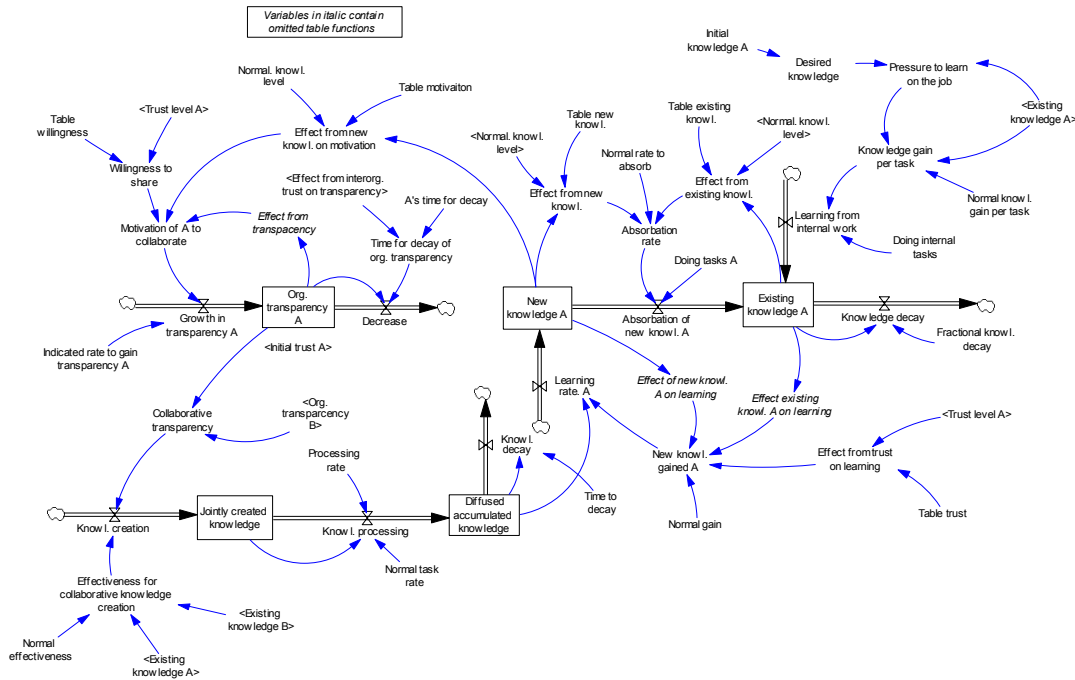 Variables in italic contain
omitted table functions
Initial
knowledge A
Desired
knowledge
Pressure to learn
on the job
<Existing
knowledge A>
Knowledge gain
per task
Normal knowl.
gain per task
Learning from
internal work
Doing internal
tasks
Normal. knowl.
level
Table motivaiton
Effect from new
knowl. on motivation
<Trust level A>
Table
willingness
Willingness to
share
Motivation of A to
collaborate
Effect from
transpacency
<Effect from interorg.
trust on transparency>
A's time for decay
Time for decay of
org. transparency
Growth in
transparency A
Indicated rate to gain
transparency A
Org.
transparency
A
Decrease
<Initial trust A>
<Normal. knowl.
level>
Table new
knowl.
Effect from new
knowl.
Normal rate to
absorb
Table existing
knowl.
<Normal. knowl.
level>
Effect from
existing knowl.
Absorbation
rate
Doing tasks A
New
knowledge A
Absorbation of
new knowl. A
Existing
knowledge A
Knowledge decay
Fractional knowl.
decay
Learning
rate. A
Effect of new knowl.
A on learning
Effect existing
knowl. A on learning
<Trust level A>
Effect from trust
on learning
Table trust
New knowl.
gained A
Normal gain
Collaborative
transparency
<Org.
transparcency
B>
Processing
rate
Knowl.
decay
Time to
decay
Knowl. creation
Jointly created
knowledge
Knowl. processing
Diffused
accumulated
knowledge
Normal task
rate
Effectiveness for
collaborative knowledge
creation
Normal
effectiveness
<Existing
knowledge B>
<Existing
knowledge A>